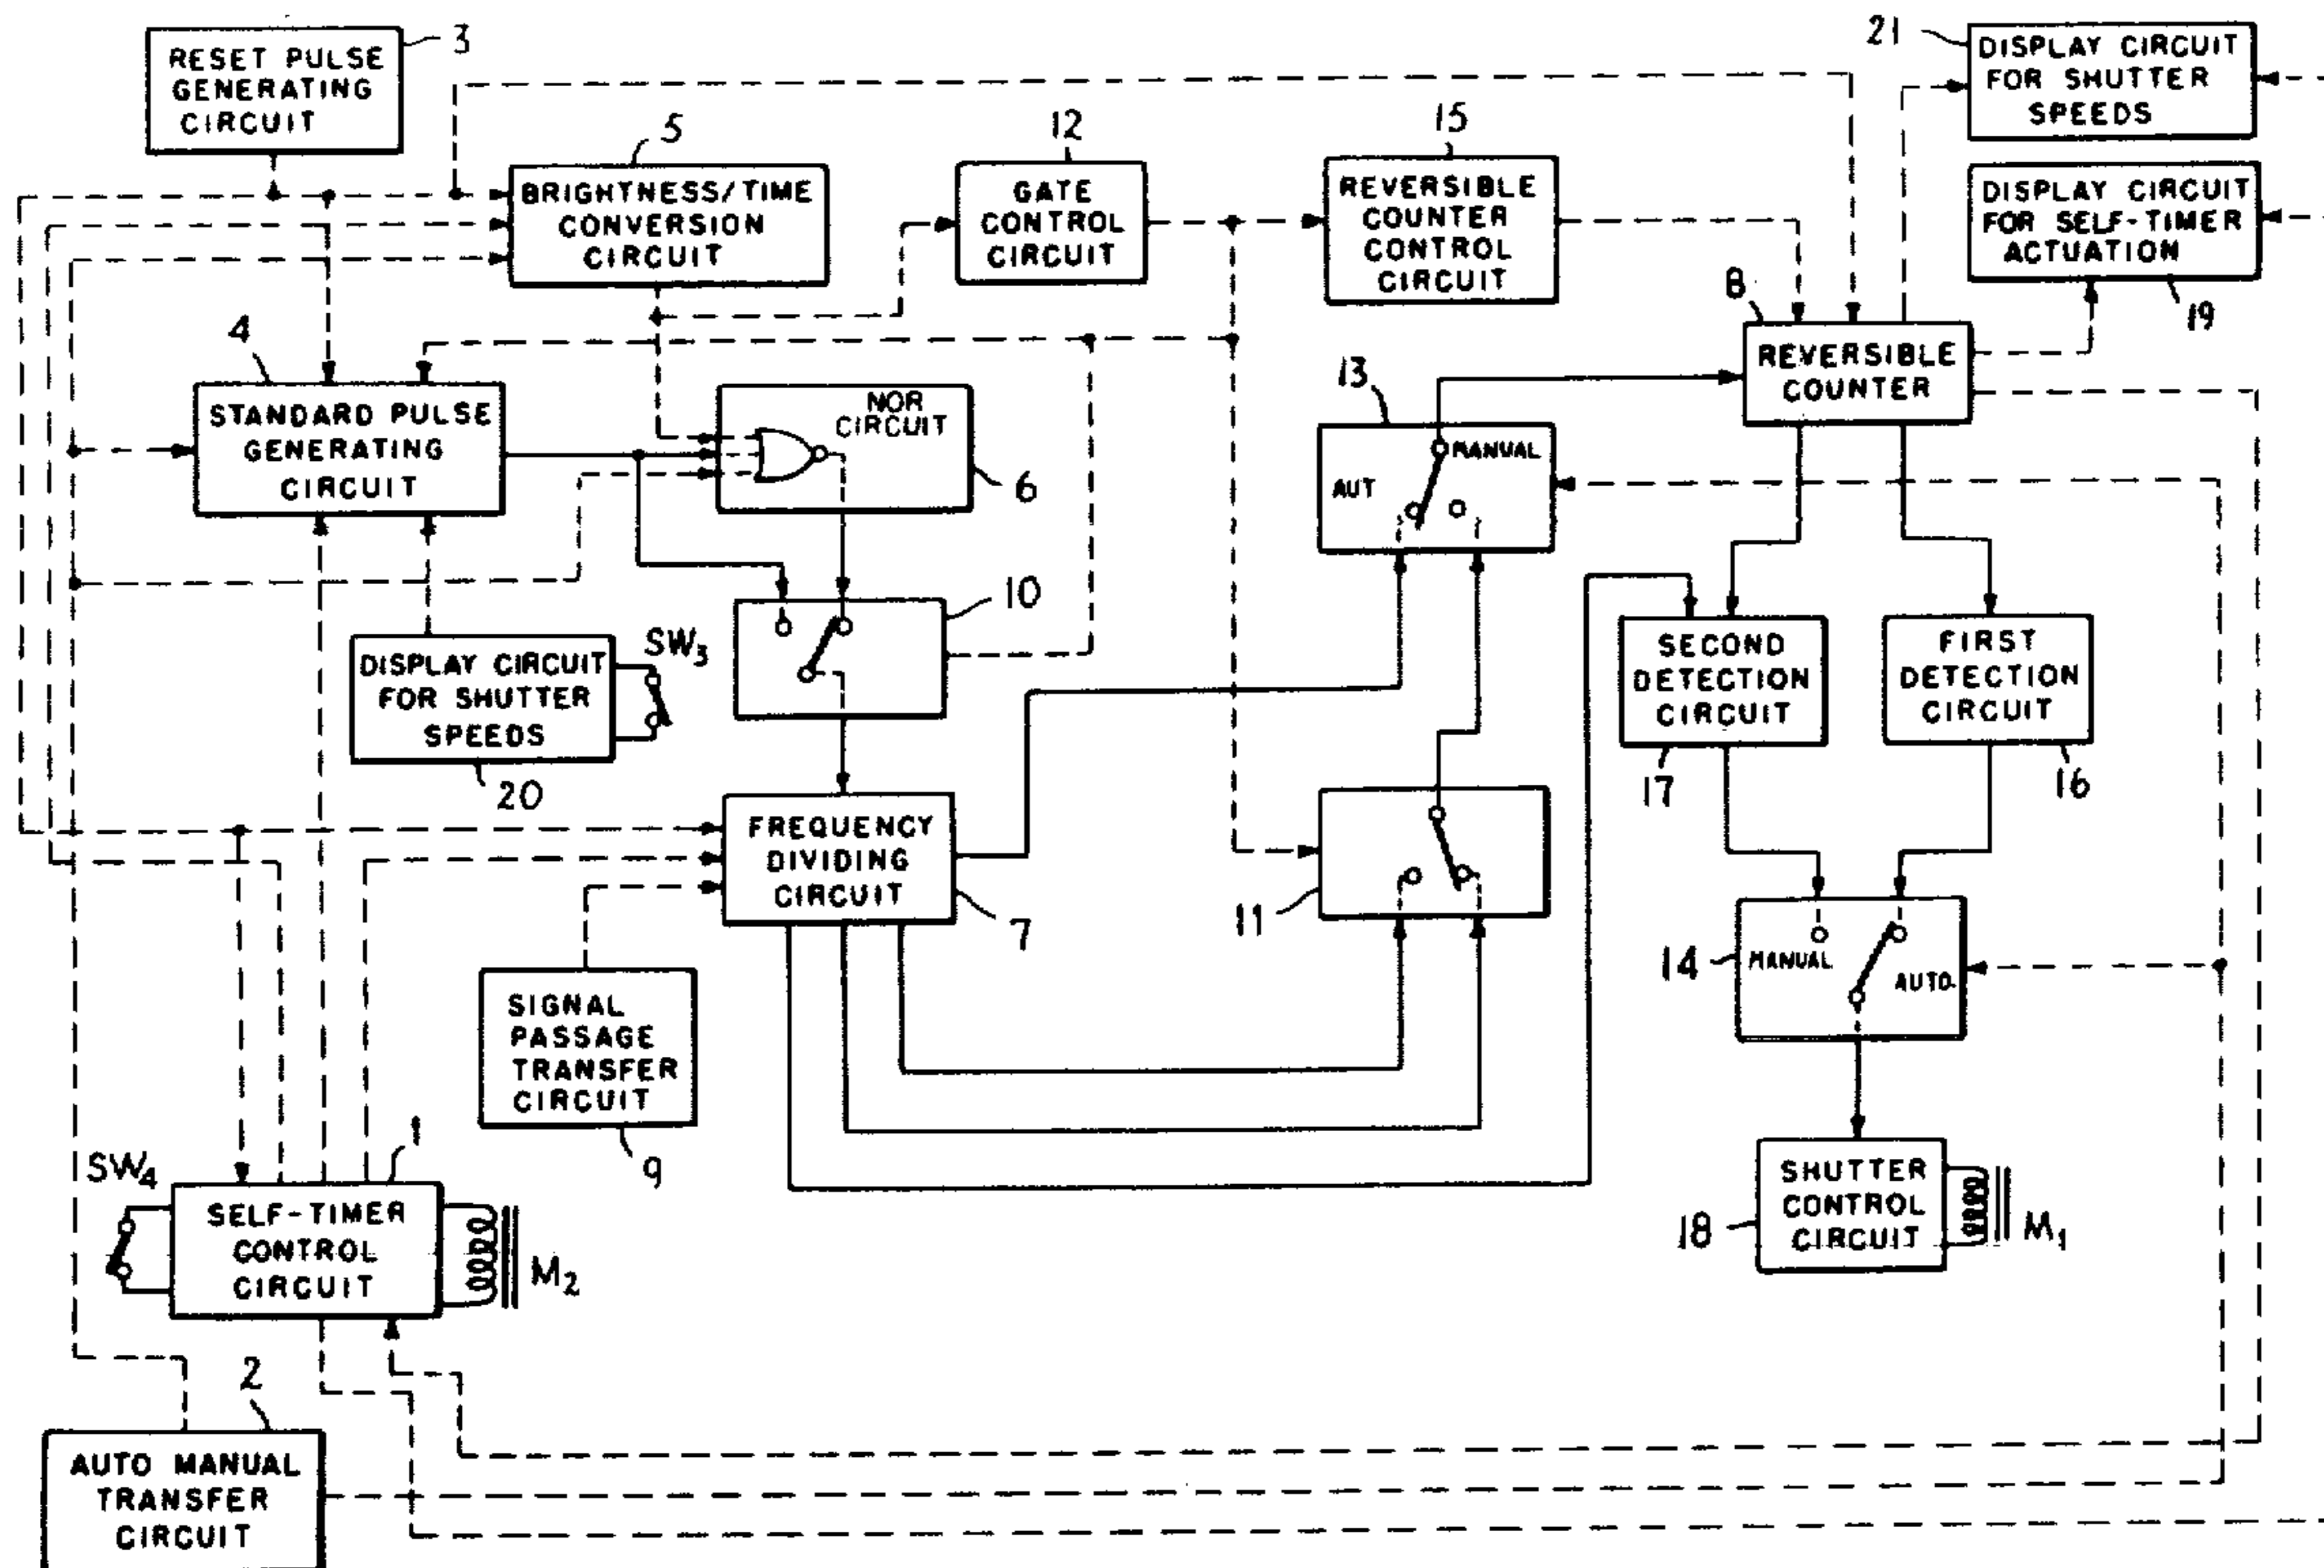 RESET PULSE
GENERATING
CIRCUIT
3
21
DISPLAY CIRCUIT
FOR SHUTTER
SPEEDS
5
BRIGHTNESS/TIME
CONVERSION
CIRCUIT
12
GATE
CONTROL
CIRCUIT
15
REVERSIBLE
COUNTER
CONTROL
CIRCUIT
DISPLAY CIRCUIT
FOR SELF-TIMER
ACTUATION
19
8
REVERSIBLE
COUNTER
4
STANDARD PULSE
GENERATING
CIRCUIT
NOR
CIRCUIT
6
13
MANUAL
AUT
10
DISPLAY CIRCUIT
FOR SHUTTER
SPEEDS
SW3
20
SECOND
DETECTION
CIRCUIT
17
FIRST
DETECTION
CIRCUIT
16
FREQUENCY
DIVIDING
CIRCUIT
7
11
14
MANUAL
AUTO.
SIGNAL
PASSAGE
TRANSFER
CIRCUIT
9
SW4
1
SELF-TIMER
CONTROL
CIRCUIT
M2
18
SHUTTER
CONTROL
CIRCUIT
M1
2
AUTO MANUAL
TRANSFER
CIRCUIT